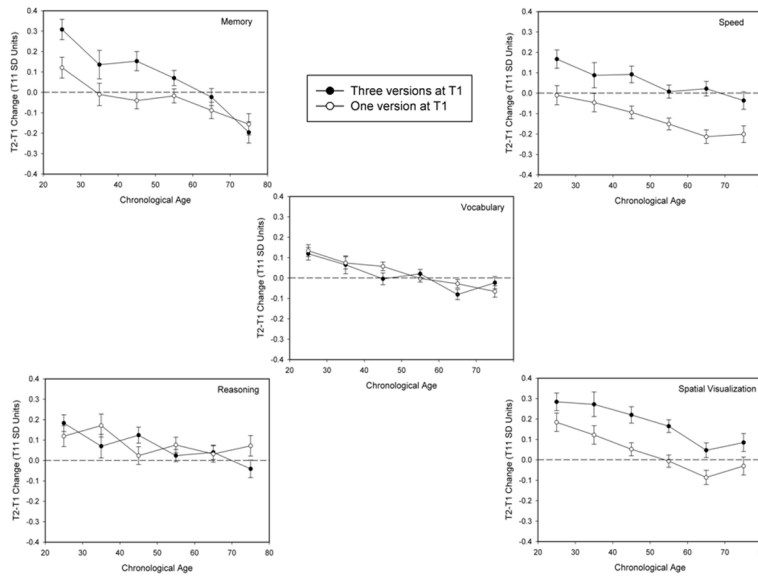 Memory
0.4
0.3
0.2
0.1
0.0
-0.1
-0.2
-0.3
-0.4
T2-T1 Change (T11 SD Units)
20 30 40 50 60 70 80
Chronological Age
Three versions at T1
One version at T1
Speed
0.4
0.3
0.2
0.1
0.0
-0.1
-0.2
-0.3
-0.4
T2-T1 Change (T11 SD Units)
20 30 40 50 60 70 80
Chronological Age
Vocabulary
0.4
0.3
0.2
0.1
0.0
-0.1
-0.2
-0.3
-0.4
T2-T1 Change (T11 SD Units)
20 30 40 50 60 70 80
Chronological Age
Reasoning
0.4
0.3
0.2
0.1
0.0
-0.1
-0.2
-0.3
-0.4
T2-T1 Change (T11 SD Units)
20 30 40 50 60 70 80
Chronological Age
Spatial Visualization
0.4
0.3
0.2
0.1
0.0
-0.1
-0.2
-0.3
-0.4
T2-T1 Change (T11 SD Units)
20 30 40 50 60 70 80
Chronological Age